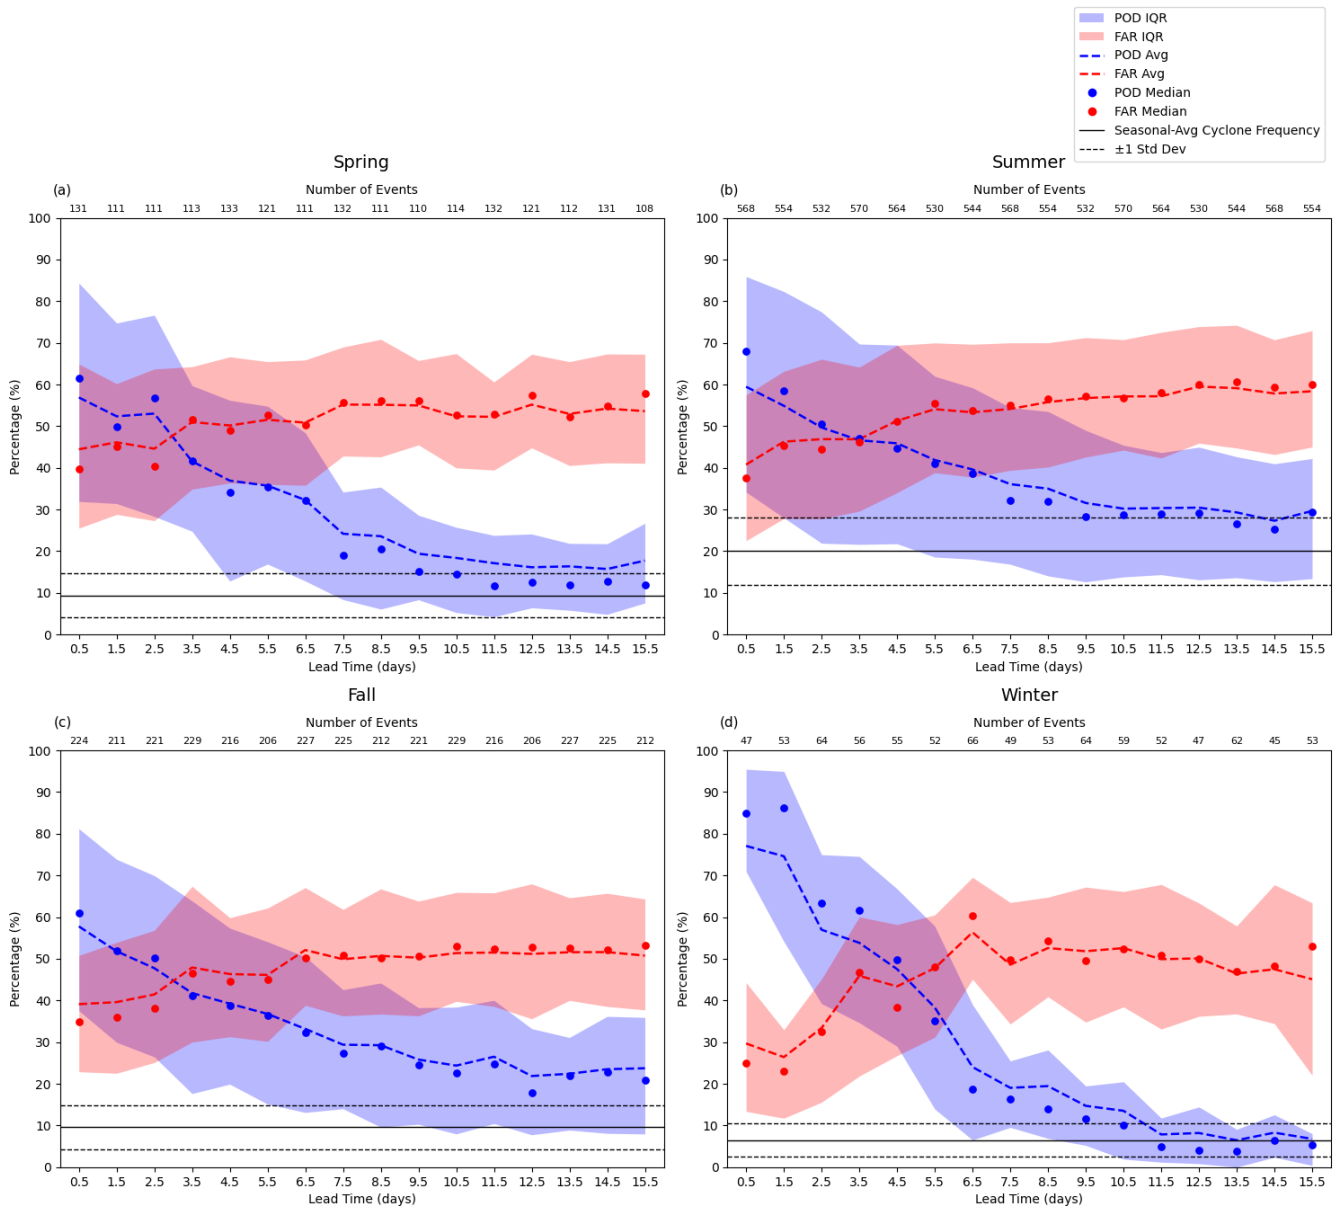 POD IQR
FAR IQR
POD Avg
FAR Avg
POD Median
FAR Median
Seasonal-Avg Cyclone Frequency
±1 Std Dev
Spring
(a)
Number of Events
131 111 111 113 133 121 111 132 111 110 114 132 121 112 131 108
100
90
80
70
60
50
40
30
20
10
0
Percentage (%)
0.5 1.5 2.5 3.5 4.5 5.5 6.5 7.5 8.5 9.5 10.5 11.5 12.5 13.5 14.5 15.5
Lead Time (days)
Summer
(b)
Number of Events
568 554 532 570 564 530 544 568 554 532 570 564 530 544 568 554
100
90
80
70
60
50
40
30
20
10
0
Percentage (%)
0.5 1.5 2.5 3.5 4.5 5.5 6.5 7.5 8.5 9.5 10.5 11.5 12.5 13.5 14.5 15.5
Lead Time (days)
Fall
(c)
Number of Events
224 211 221 229 216 206 227 225 212 221 229 216 206 227 225 212
100
90
80
70
60
50
40
30
20
10
0
Percentage (%)
0.5 1.5 2.5 3.5 4.5 5.5 6.5 7.5 8.5 9.5 10.5 11.5 12.5 13.5 14.5 15.5
Lead Time (days)
Winter
(d)
Number of Events
47 53 64 56 55 52 66 49 53 64 59 52 47 62 45 53
100
90
80
70
60
50
40
30
20
10
0
Percentage (%)
0.5 1.5 2.5 3.5 4.5 5.5 6.5 7.5 8.5 9.5 10.5 11.5 12.5 13.5 14.5 15.5
Lead Time (days)